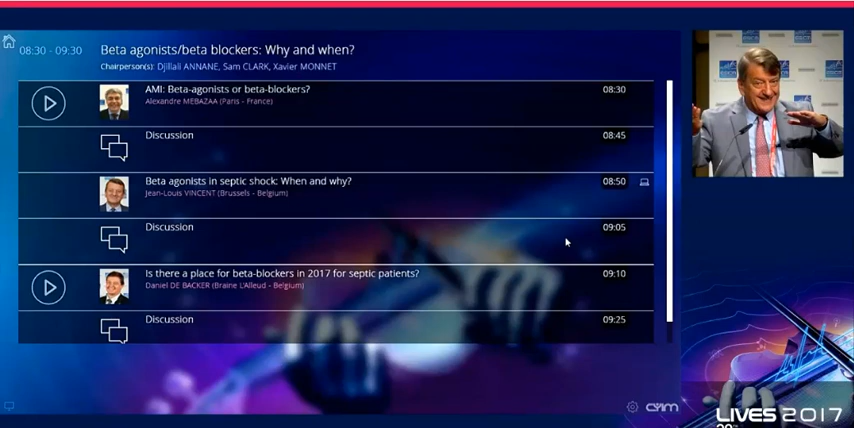 08:30 - 09:30
Beta agonists/beta blockers: Why and when?
Chairperson(s): Djillali ANNANE, Sam CLARK, Xavier MONNET
AMI: Beta-agonists or beta-blockers? 08:30
Alexandre MEBAZAA (Paris - France)
Discussion 08:45
Beta agonists in septic shock: When and why? 08:50
Jean-Louis VINCENT (Brussels - Belgium)
Discussion 09:05
Is there a place for beta-blockers in 2017 for septic patients? 09:10
Daniel DE BACKER (Braine L'Alleud - Belgium)
Discussion 09:25
LIVES 2017